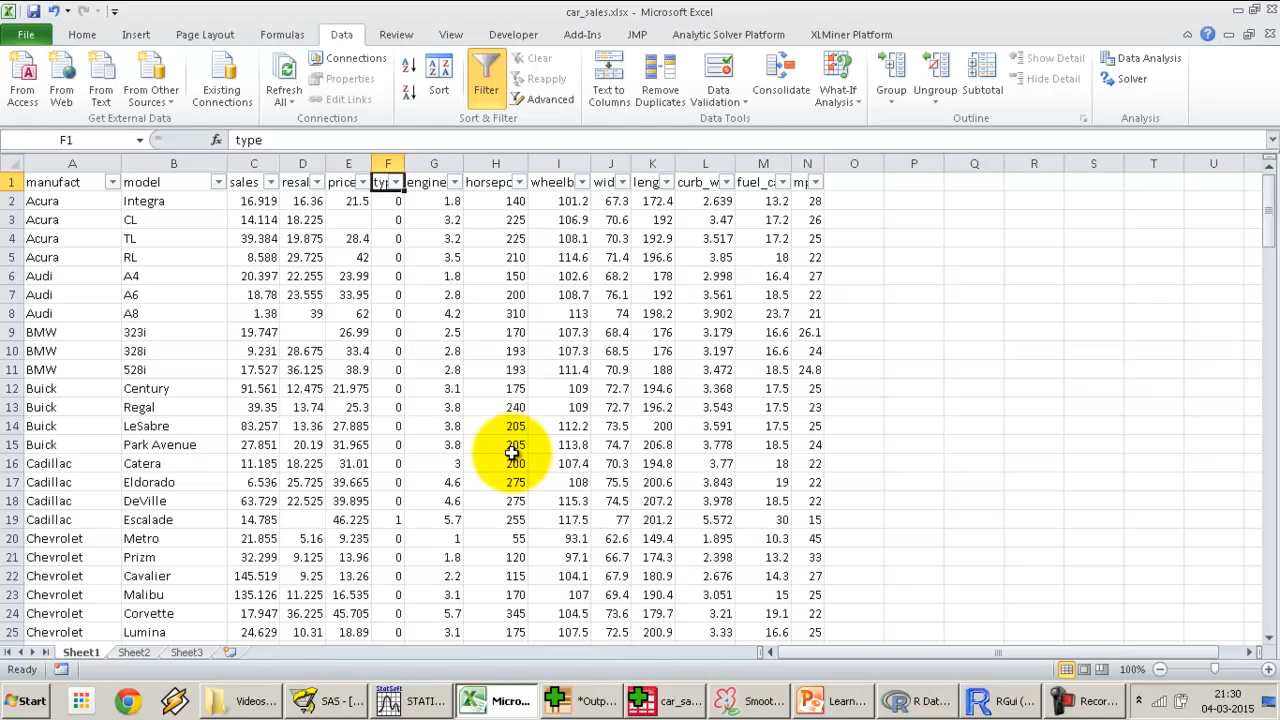 car_sales.xlsx - Microsoft Excel
File Home Insert Page Layout Formulas Data Review View Developer Add-Ins JMP Analytic Solver Platform XLMiner Platform
From Access
From Web
From Text
From Other Sources
Existing Connections
Get External Data
Refresh All
Connections
Properties
Edit Links
Connections
Sort
Filter
Clear
Reapply
Advanced
Sort & Filter
Text to Columns
Remove Duplicates
Data Validation
Consolidate
What-If Analysis
Data Tools
Group
Ungroup
Subtotal
Show Detail
Hide Detail
Outline
Data Analysis
Solver
Analysis
F1 fx type
A B C D E F G H I J K L M N O P Q R S T U
1 manufact model sales resal price typ engine horsepo wheelb wid leng curb_w fuel_ca mp
2 Acura Integra 16.919 16.36 21.5 0 1.8 140 101.2 67.3 172.4 2.639 13.2 28
3 Acura CL 14.114 18.225 0 3.2 225 106.9 70.6 192 3.47 17.2 26
4 Acura TL 39.384 19.875 28.4 0 3.2 225 108.1 70.3 192.9 3.517 17.2 25
5 Acura RL 8.588 29.725 42 0 3.5 210 114.6 71.4 196.6 3.85 18 22
6 Audi A4 20.397 22.255 23.99 0 1.8 150 102.6 68.2 178 2.998 16.4 27
7 Audi A6 18.78 23.555 33.95 0 2.8 200 108.7 76.1 192 3.561 18.5 22
8 Audi A8 1.38 39 62 0 4.2 310 113 74 198.2 3.902 23.7 21
9 BMW 323i 19.747 26.99 0 2.5 170 107.3 68.4 176 3.179 16.6 26.1
10 BMW 328i 9.231 28.675 33.4 0 2.8 193 107.3 68.5 176 3.197 16.6 24
11 BMW 528i 17.527 36.125 38.9 0 2.8 193 111.4 70.9 188 3.472 18.5 24.8
12 Buick Century 91.561 12.475 21.975 0 3.1 175 109 72.7 194.6 3.368 17.5 25
13 Buick Regal 39.35 13.74 25.3 0 3.8 240 109 72.7 196.2 3.543 17.5 23
14 Buick LeSabre 83.257 13.36 27.885 0 3.8 205 112.2 73.5 200 3.591 17.5 25
15 Buick Park Avenue 27.851 20.19 31.965 0 3.8 205 113.8 74.7 206.8 3.778 18.5 24
16 Cadillac Catera 11.185 18.225 31.01 0 3 200 107.4 70.3 194.8 3.77 18 22
17 Cadillac Eldorado 6.536 25.725 39.665 0 4.6 275 108 75.5 200.6 3.843 19 22
18 Cadillac DeVille 63.729 22.525 39.895 0 4.6 275 115.3 74.5 207.2 3.978 18.5 22
19 Cadillac Escalade 14.785 46.225 1 5.7 255 117.5 77 201.2 5.572 30 15
20 Chevrolet Metro 21.855 5.16 9.235 0 1 55 93.1 62.6 149.4 1.895 10.3 45
21 Chevrolet Prizm 32.299 9.125 13.96 0 1.8 120 97.1 66.7 174.3 2.398 13.2 33
22 Chevrolet Cavalier 145.519 9.25 13.26 0 2.2 115 104.1 67.9 180.9 2.676 14.3 27
23 Chevrolet Malibu 135.126 11.225 16.535 0 3.1 170 107 69.4 190.4 3.051 15 25
24 Chevrolet Corvette 17.947 36.225 45.705 0 5.7 345 104.5 73.6 179.7 3.21 19.1 22
25 Chevrolet Lumina 24.629 10.31 18.89 0 3.1 175 107.5 72.5 200.9 3.33 16.6 25
Sheet1 Sheet2 Sheet3
Ready 100%
Start Videos... SAS - ... STATI... Micro... *Outp... car_sa... Smoot... Learn... R Dat... RGui (... Recor... 21:30
04-03-2015